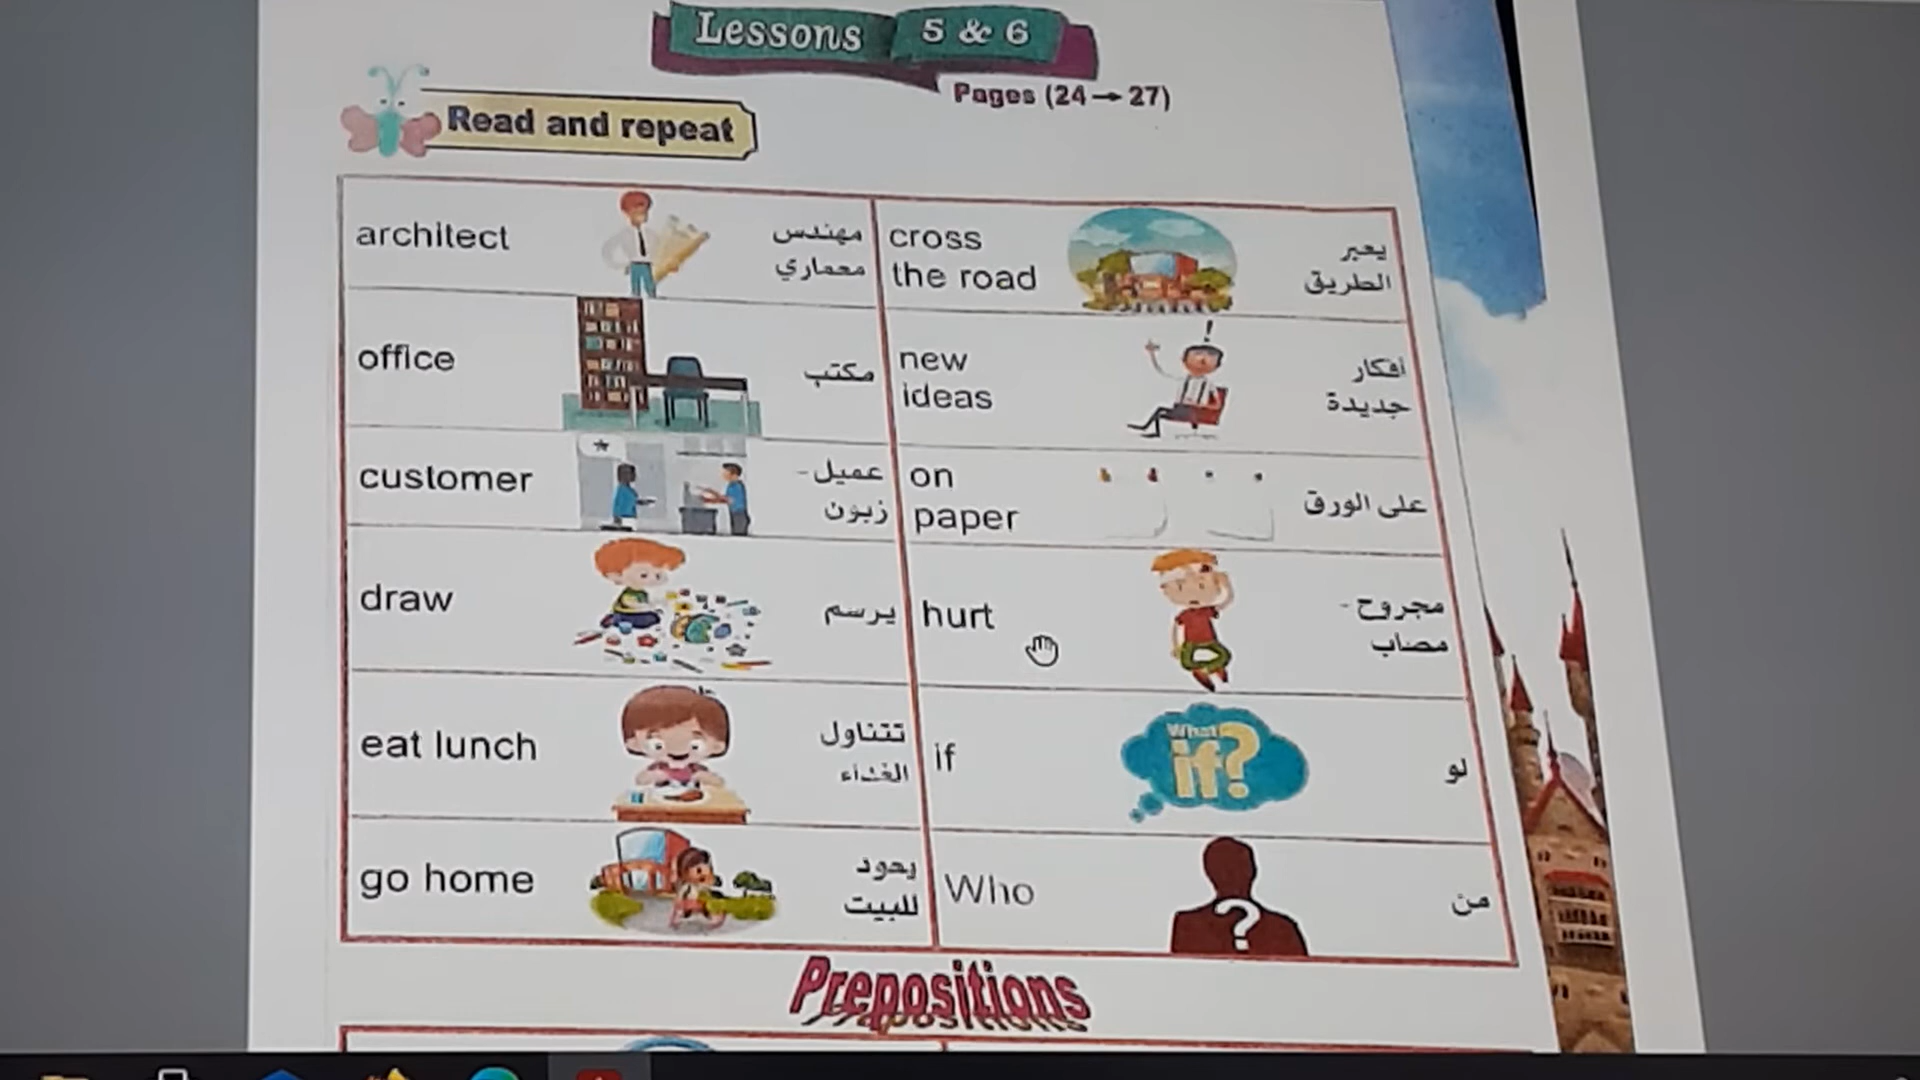 Lessons 5 & 6
Pages (24→27)
Read and repeat
architect
مهندس
معماري
cross
the road
يعبر
الطريق
office
مكتب
new
ideas
أفكار
جديدة
customer
عميل -
زبون
on
paper
على الورق
draw
يرسم
hurt
مجروح -
مصاب
eat lunch
تتناول
الغذاء
if
What
if?
لو
go home
يعود
للبيت
Who
?
من
Prepositions